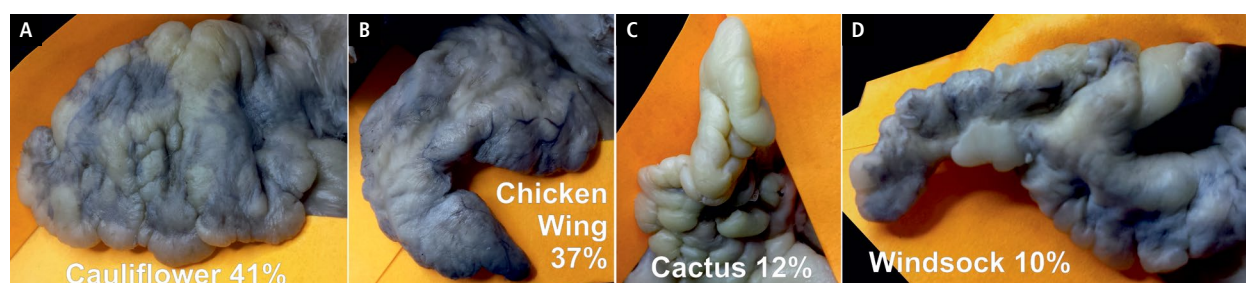 A
B
C
D
Cauliflower 41%
Chicken
Wing
37%
Cactus 12%
Windsock 10%